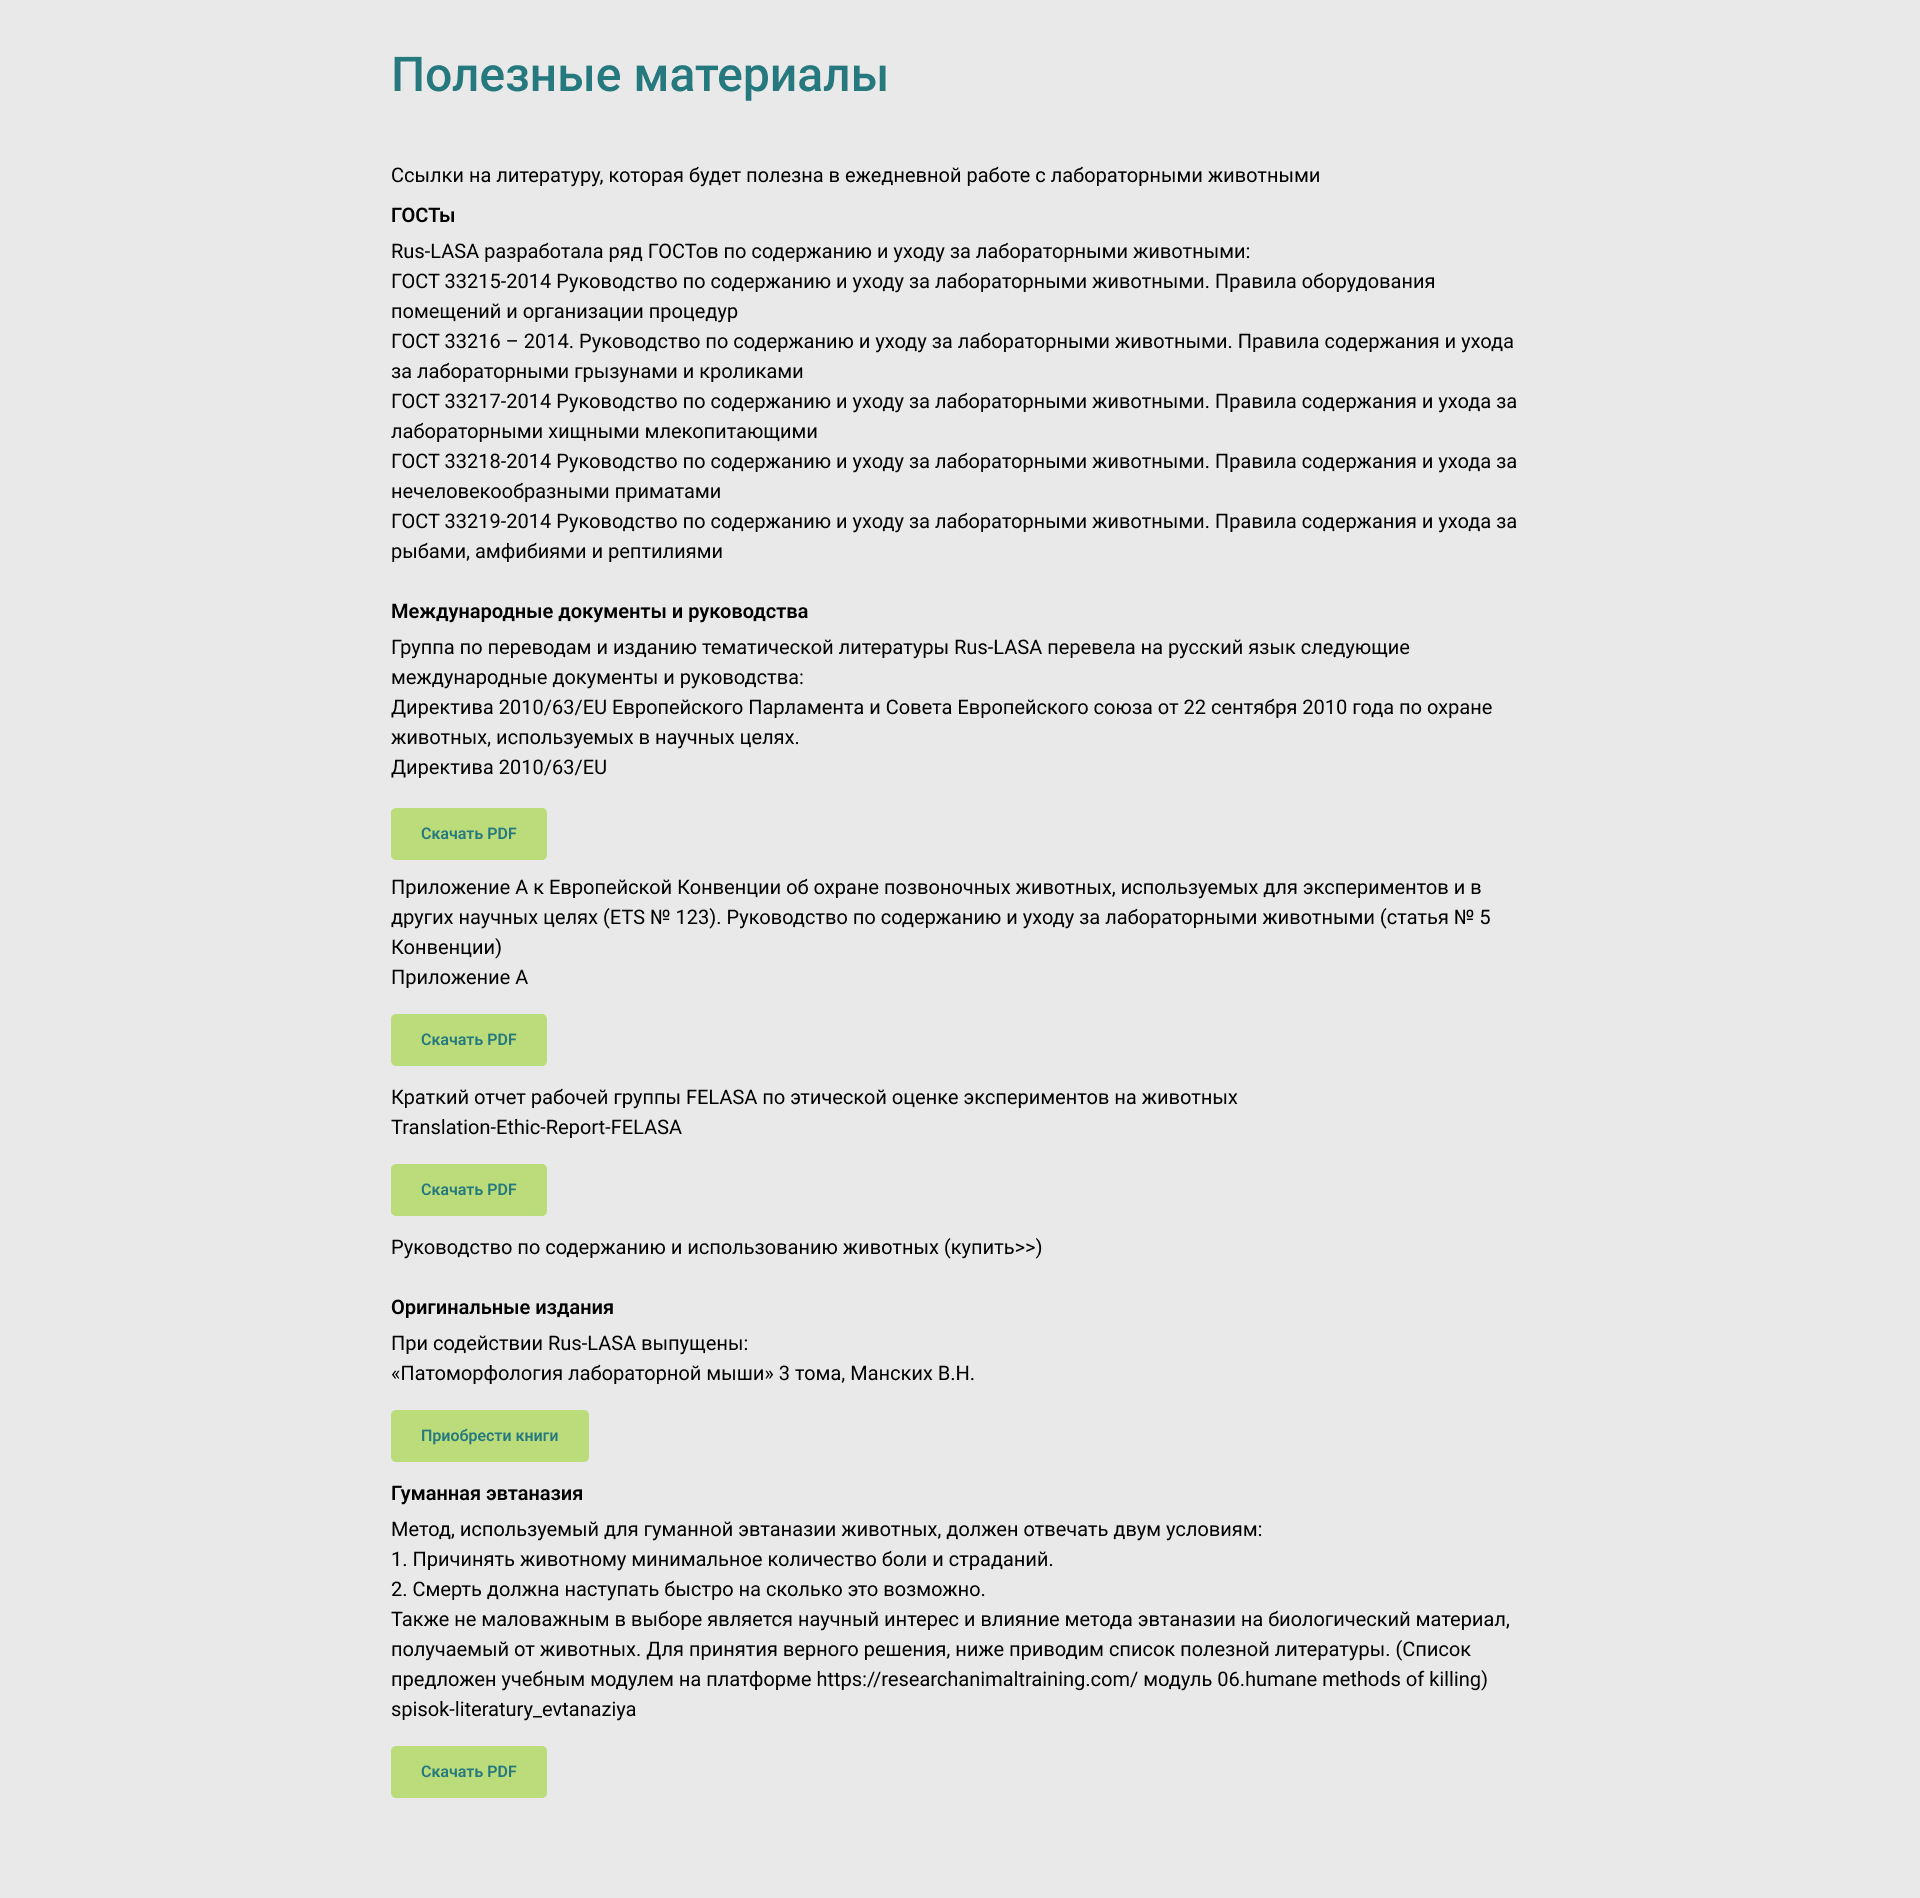 Полезные материалы
Ссылки на литературу, которая будет полезна в ежедневной работе с лабораторными животными
ГОСТы
Rus-LASA разработала ряд ГОСТов по содержанию и уходу за лабораторными животными:
ГОСТ 33215-2014 Руководство по содержанию и уходу за лабораторными животными. Правила оборудования
помещений и организации процедур
ГОСТ 33216 – 2014. Руководство по содержанию и уходу за лабораторными животными. Правила содержания и ухода
за лабораторными грызунами и кроликами
ГОСТ 33217-2014 Руководство по содержанию и уходу за лабораторными животными. Правила содержания и ухода за
лабораторными хищными млекопитающими
ГОСТ 33218-2014 Руководство по содержанию и уходу за лабораторными животными. Правила содержания и ухода за
нечеловекообразными приматами
ГОСТ 33219-2014 Руководство по содержанию и уходу за лабораторными животными. Правила содержания и ухода за
рыбами, амфибиями и рептилиями
Международные документы и руководства
Группа по переводам и изданию тематической литературы Rus-LASA перевела на русский язык следующие
международные документы и руководства:
Директива 2010/63/EU Европейского Парламента и Совета Европейского союза от 22 сентября 2010 года по охране
животных, используемых в научных целях.
Директива 2010/63/EU
Скачать PDF
Приложение А к Европейской Конвенции об охране позвоночных животных, используемых для экспериментов и в
других научных целях (ETS № 123). Руководство по содержанию и уходу за лабораторными животными (статья № 5
Конвенции)
Приложение А
Скачать PDF
Краткий отчет рабочей группы FELASA по этической оценке экспериментов на животных
Translation-Ethic-Report-FELASA
Скачать PDF
Руководство по содержанию и использованию животных (купить>>)
Оригинальные издания
При содействии Rus-LASA выпущены:
«Патоморфология лабораторной мыши» 3 тома, Манских В.Н.
Приобрести книги
Гуманная эвтаназия
Метод, используемый для гуманной эвтаназии животных, должен отвечать двум условиям:
1. Причинять животному минимальное количество боли и страданий.
2. Смерть должна наступать быстро на сколько это возможно.
Также не маловажным в выборе является научный интерес и влияние метода эвтаназии на биологический материал,
получаемый от животных. Для принятия верного решения, ниже приводим список полезной литературы. (Список
предложен учебным модулем на платформе https://researchanimaltraining.com/ модуль 06.humane methods of killing)
spisok-literatury_evtanaziya
Скачать PDF